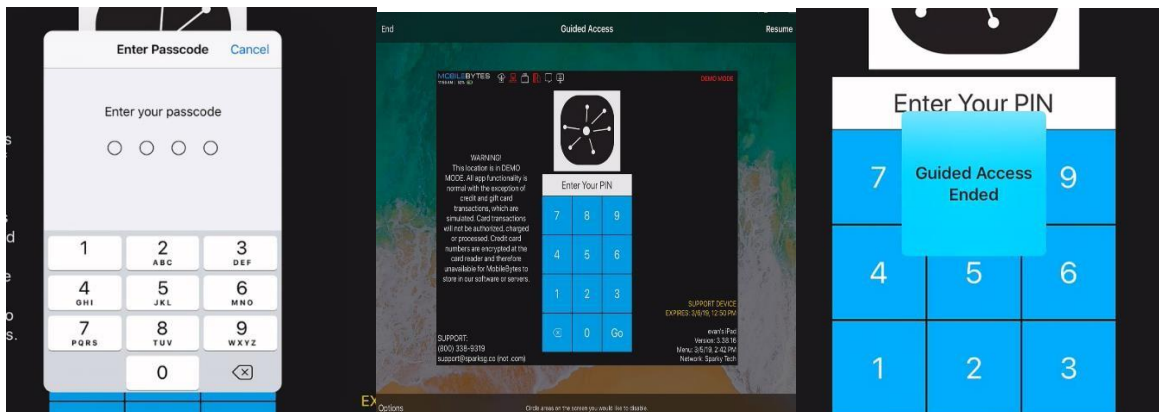 Enter Passcode
Cancel
Enter your passcode
1
2
ABC
3
DEF
4
GHI
5
JKL
6
MNO
7
PQRS
8
TUV
9
WXYZ
0
End
Guided Access
Resume
MOBILEBYTES
DEMO MODE
WARNING!
This location is in DEMO
MODE. All app functionality is
normal with the exception of
credit and gift card
transactions, which are
simulated. Card transactions
will not be authorized, charged
or processed. Credit card
numbers are encrypted at the
card reader and therefore
unavailable for MobileBytes to
store in our software or servers.
Enter Your PIN
7 8 9
4 5 6
1 2 3
0 Go
SUPPORT:
(800) 338-9319
support@sparksg.co (not .com)
SUPPORT DEVICE
EXPIRES: 3/6/19, 12:50 PM
evan's iPad
Version: 3.38.16
Menu: 3/5/19, 2:42 PM
Network: Sparky Tech
Options
Circle areas on the screen you would like to disable.
Enter Your PIN
7
Guided Access
Ended
9
4 5 6
1 2 3